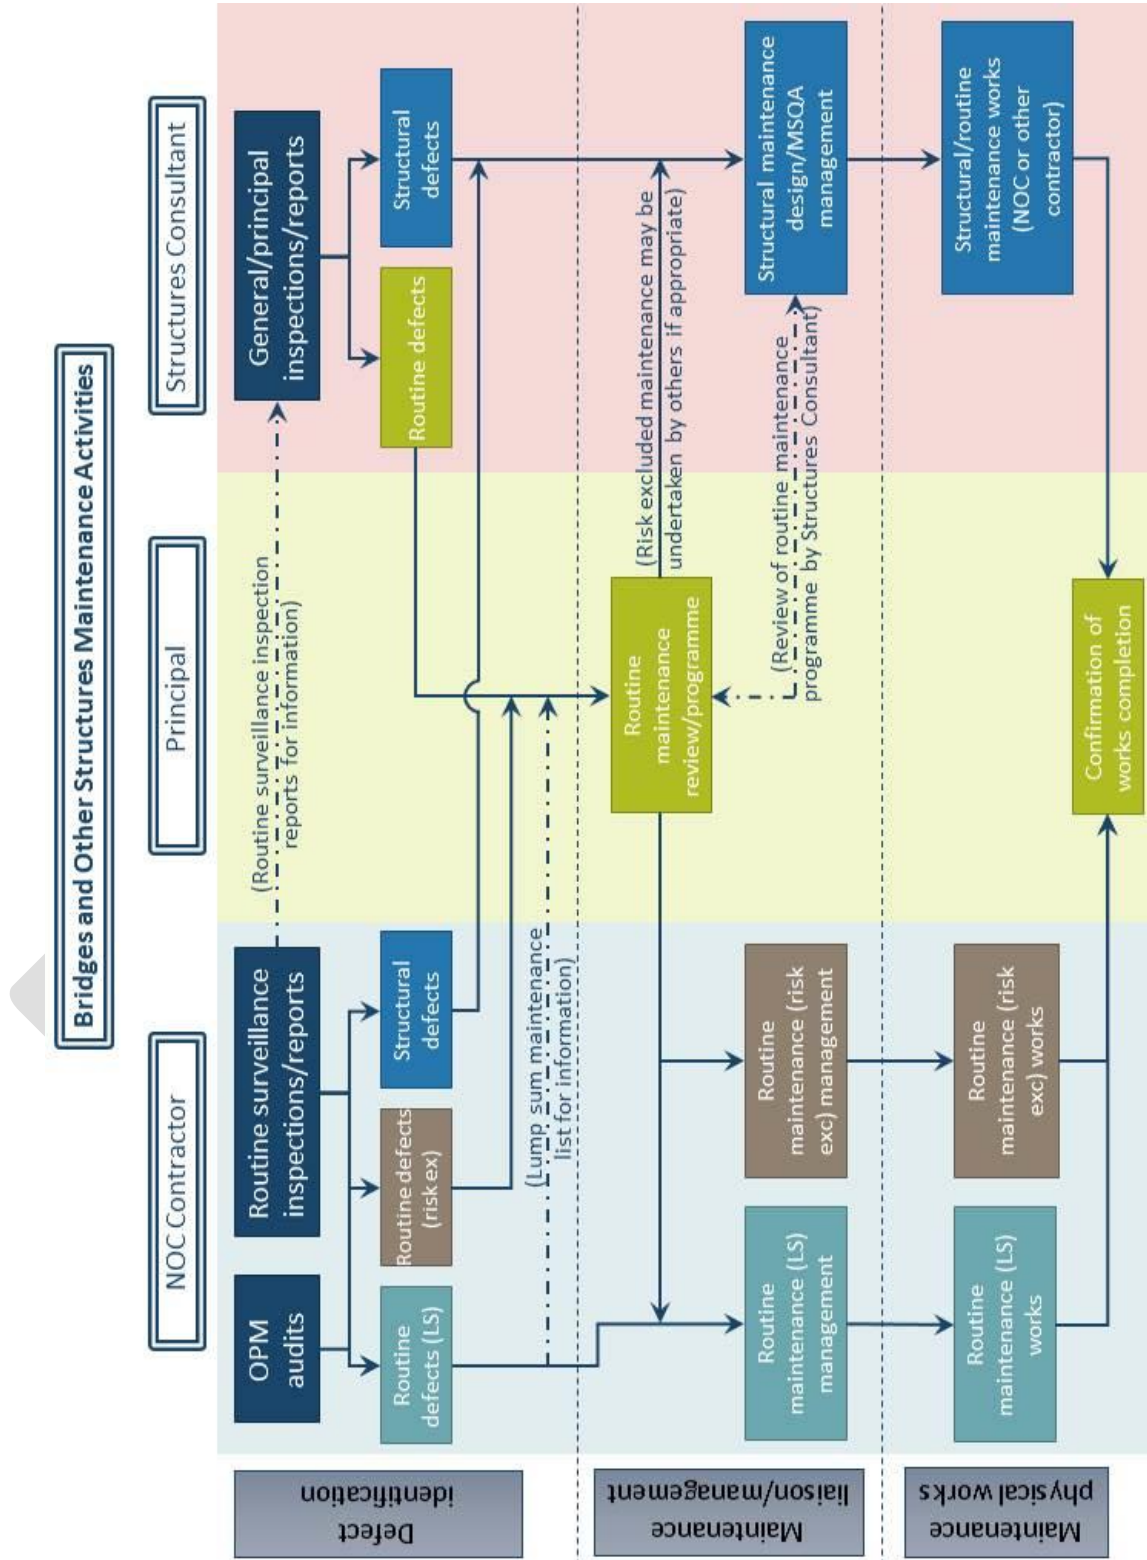 Bridges and Other Structures Maintenance Activities
NOC Contractor
Principal
Structures Consultant
Defect
identification
OPM
audits
Routine surveillance
inspections/reports
(Routine surveillance inspection
reports for information)
General/principal
inspections/reports
Routine
defects (LS)
Routine defects
(risk ex)
Structural
defects
Routine defects
Structural
defects
(Lump sum maintenance
list for information)
Maintenance
liaison/management
Routine
maintenance
review/programme
(Risk excluded maintenance may be
undertaken by others if appropriate)
Routine
maintenance (LS)
management
Routine
maintenance (risk
exc) management
(Review of routine maintenance
programme by Structures Consultant)
Structural maintenance
design/MSQA
management
Maintenance
physical works
Routine
maintenance (LS)
works
Routine
maintenance (risk
exc) works
Structural/routine
maintenance works
(NOC or other
contractor)
Confirmation of
works completion